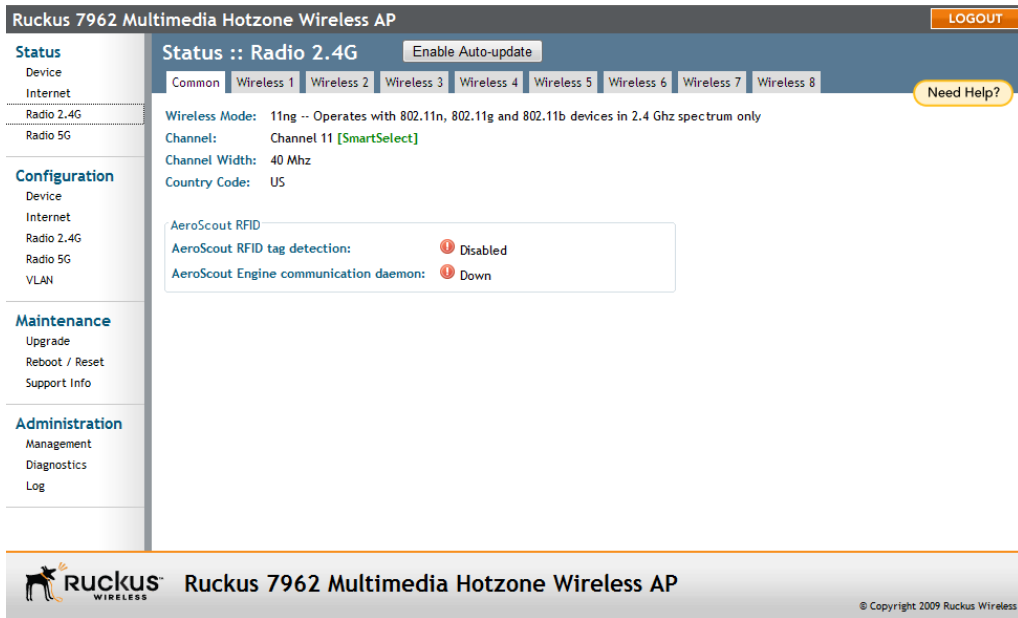 Ruckus 7962 Multimedia Hotzone Wireless AP
LOGOUT
Status
Device
Internet
Radio 2.4G
Radio 5G
Configuration
Device
Internet
Radio 2.4G
Radio 5G
VLAN
Maintenance
Upgrade
Reboot / Reset
Support Info
Administration
Management
Diagnostics
Log
Status :: Radio 2.4G
Enable Auto-update
Common Wireless 1 Wireless 2 Wireless 3 Wireless 4 Wireless 5 Wireless 6 Wireless 7 Wireless 8
Need Help?
Wireless Mode: 11ng -- Operates with 802.11n, 802.11g and 802.11b devices in 2.4 Ghz spectrum only
Channel: Channel 11 [SmartSelect]
Channel Width: 40 Mhz
Country Code: US
AeroScout RFID
AeroScout RFID tag detection: Disabled
AeroScout Engine communication daemon: Down
Ruckus™
WIRELESS
Ruckus 7962 Multimedia Hotzone Wireless AP
© Copyright 2009 Ruckus Wireless